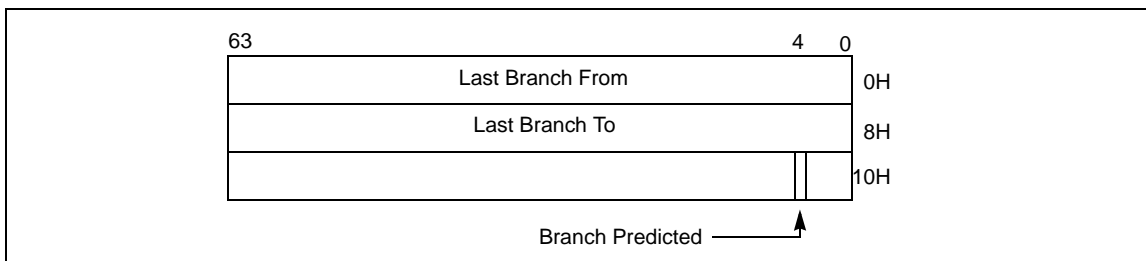 63 4 0
Last Branch From 0H
Last Branch To 8H
10H
Branch Predicted